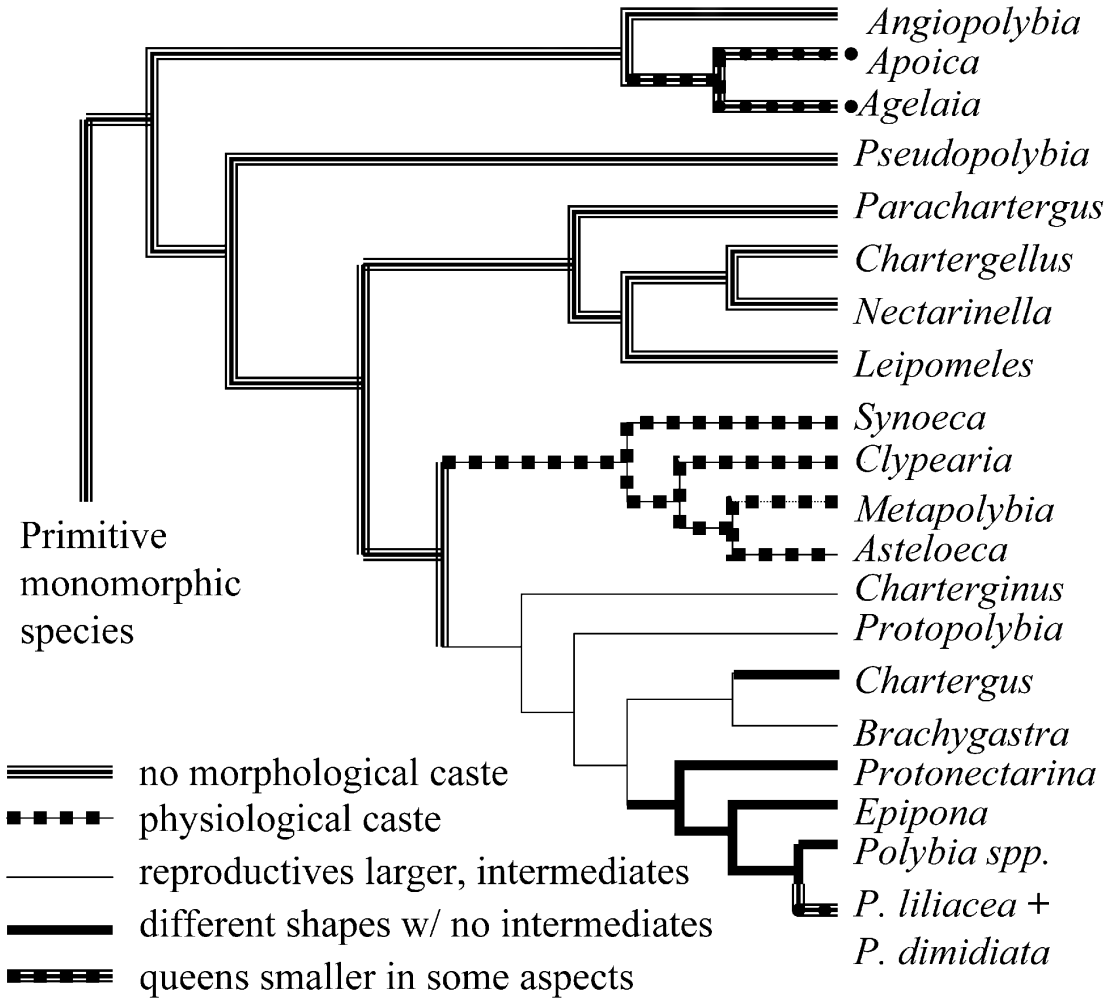 Angiopolybia
Apoica
Agelaia
Pseudopolybia
Parachartergus
Chartergellus
Nectarinella
Leipomeles
Synoeca
Clypearia
Metapolybia
Asteloeca
Charterginus
Protopolybia
Chartergus
Brachygastra
Protonectarina
Epipona
Polybia spp.
P. liliacea +
P. dimidiata
Primitive
monomorphic
species
no morphological caste
physiological caste
reproductives larger, intermediates
different shapes w/ no intermediates
queens smaller in some aspects